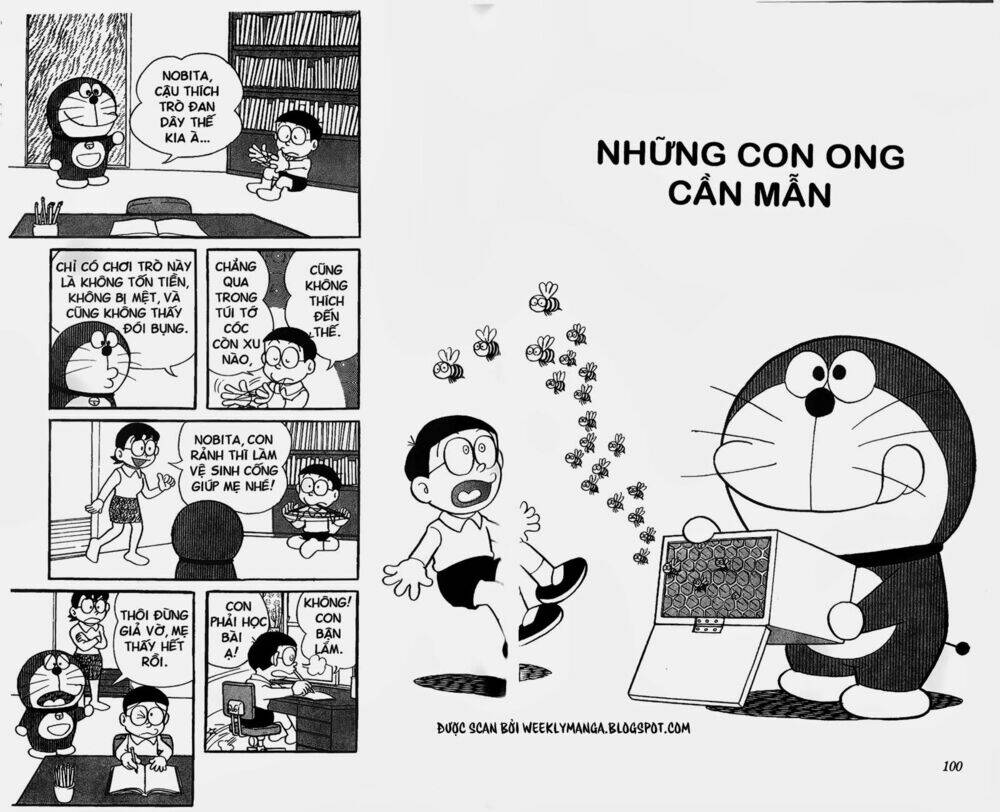 NHỮNG CON ONG
CẦN MẪN
ĐƯỢC SCAN BỞI WEEKLYMANGA.BLOGSPOT.COM
100
NOBITA,
CẬU THÍCH
TRÒ ĐAN
DÂY THẾ
KIA À...
CŨNG
KHÔNG
THÍCH
ĐẾN
THẾ.
CHẲNG
QUA
TRONG
TÚI TỚ
CÓC
CÒN XU
NÀO,
CHỈ CÓ CHƠI TRÒ NÀY
LÀ KHÔNG TỐN TIỀN,
KHÔNG BỊ MỆT, VÀ
CŨNG KHÔNG THẤY
ĐÓI BỤNG.
NOBITA, CON
RẢNH THÌ LÀM
VỆ SINH CỐNG
GIÚP MẸ NHÉ!
KHÔNG!
CON
BẬN
LẮM.
CON
PHẢI HỌC
BÀI
Ạ!
THÔI ĐỪNG
GIẢ VỜ, MẸ
THẤY HẾT
RỒI.